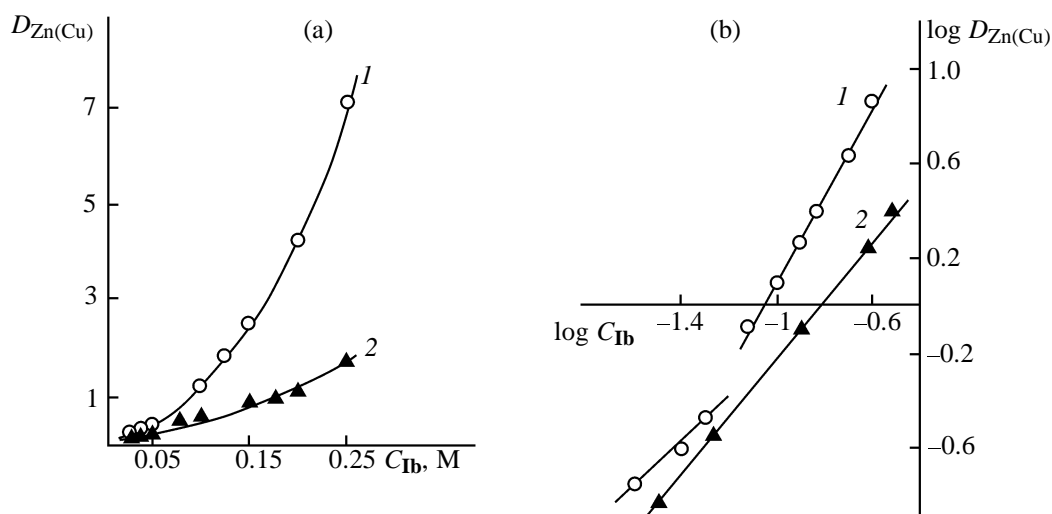 D_Zn(Cu)
(a)
1
7
5
3
2
1
0.05 0.15 C_Ib, M 0.25
(b)
log D_Zn(Cu)
1.0
1
0.6
2
0.2
log C_Ib −1.4 −1 −0.6
−0.2
−0.6